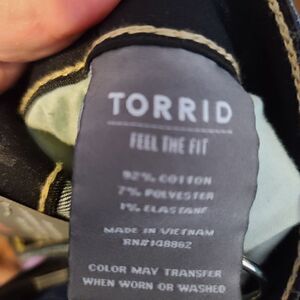 TORRID
FEEL THE FIT
92% COTTON
7% POLYESTER
1% ELASTANE
MADE IN VIETNAM
RN#148862
COLOR MAY TRANSFER
WHEN WORN OR WASHED